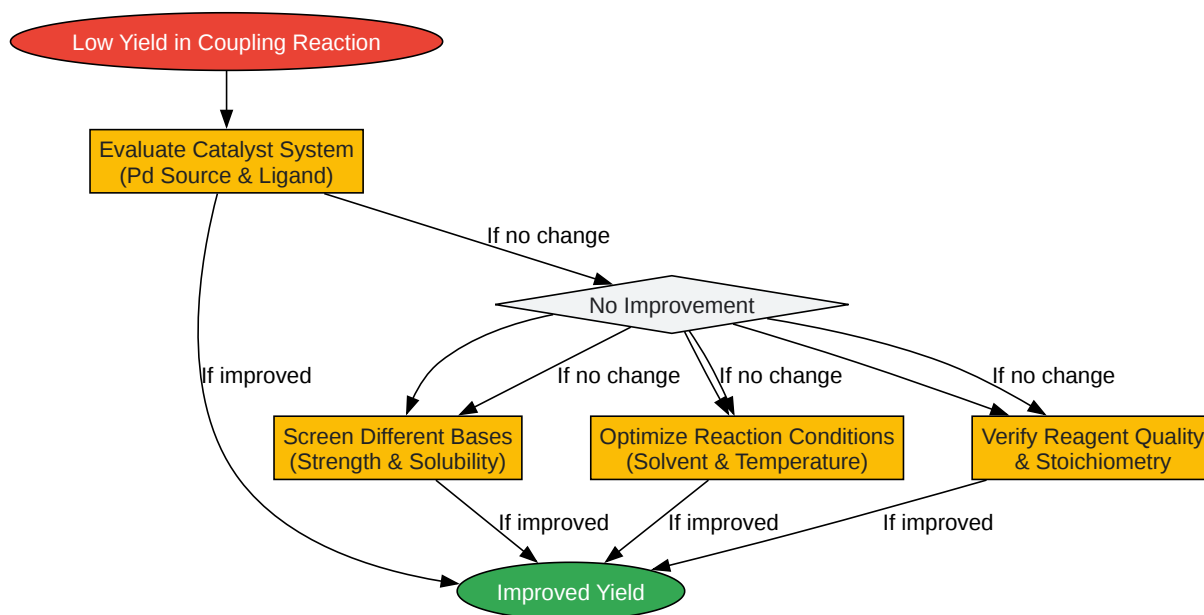 Low Yield in Coupling Reaction
Evaluate Catalyst System
(Pd Source & Ligand)
If no change
No Improvement
If improved
If no change
If no change
If no change
Screen Different Bases
(Strength & Solubility)
Optimize Reaction Conditions
(Solvent & Temperature)
Verify Reagent Quality
& Stoichiometry
If improved
If improved
If improved
Improved Yield